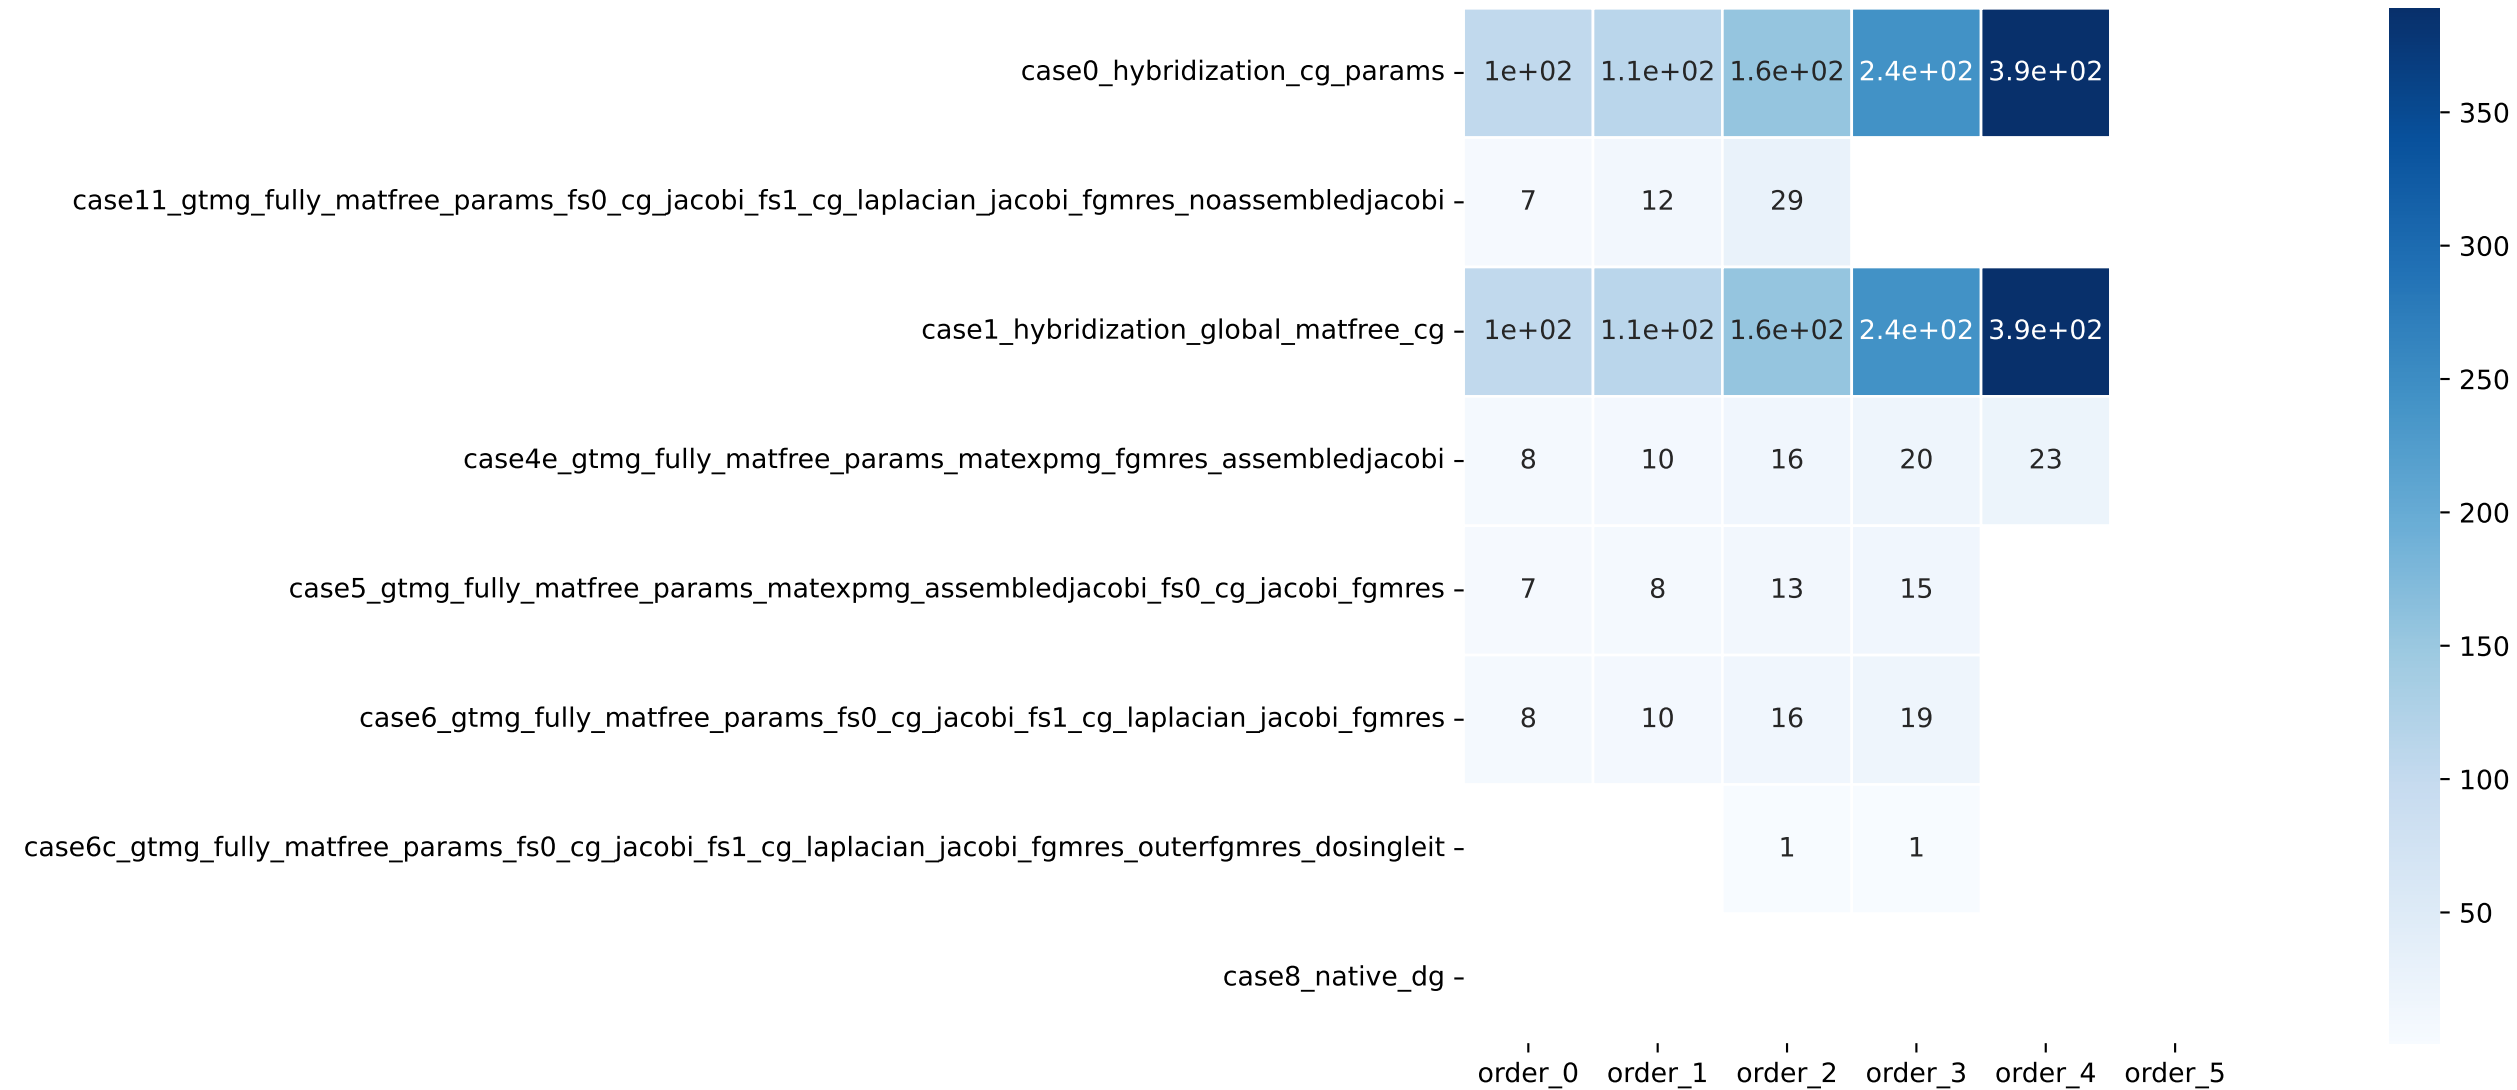 case0_hybridization_cg_params 1e+02 1.1e+02 1.6e+02 2.4e+02 3.9e+02
case11_gtmg_fully_matfree_params_fs0_cg_jacobi_fs1_cg_laplacian_jacobi_fgmres_noassembledjacobi 7 12 29
case1_hybridization_global_matfree_cg 1e+02 1.1e+02 1.6e+02 2.4e+02 3.9e+02
case4e_gtmg_fully_matfree_params_matexpmg_fgmres_assembledjacobi 8 10 16 20 23
case5_gtmg_fully_matfree_params_matexpmg_assembledjacobi_fs0_cg_jacobi_fgmres 7 8 13 15
case6_gtmg_fully_matfree_params_fs0_cg_jacobi_fs1_cg_laplacian_jacobi_fgmres 8 10 16 19
case6c_gtmg_fully_matfree_params_fs0_cg_jacobi_fs1_cg_laplacian_jacobi_fgmres_outerfgmres_dosingleit 1 1
case8_native_dg
order_0 order_1 order_2 order_3 order_4 order_5
350
300
250
200
150
100
50